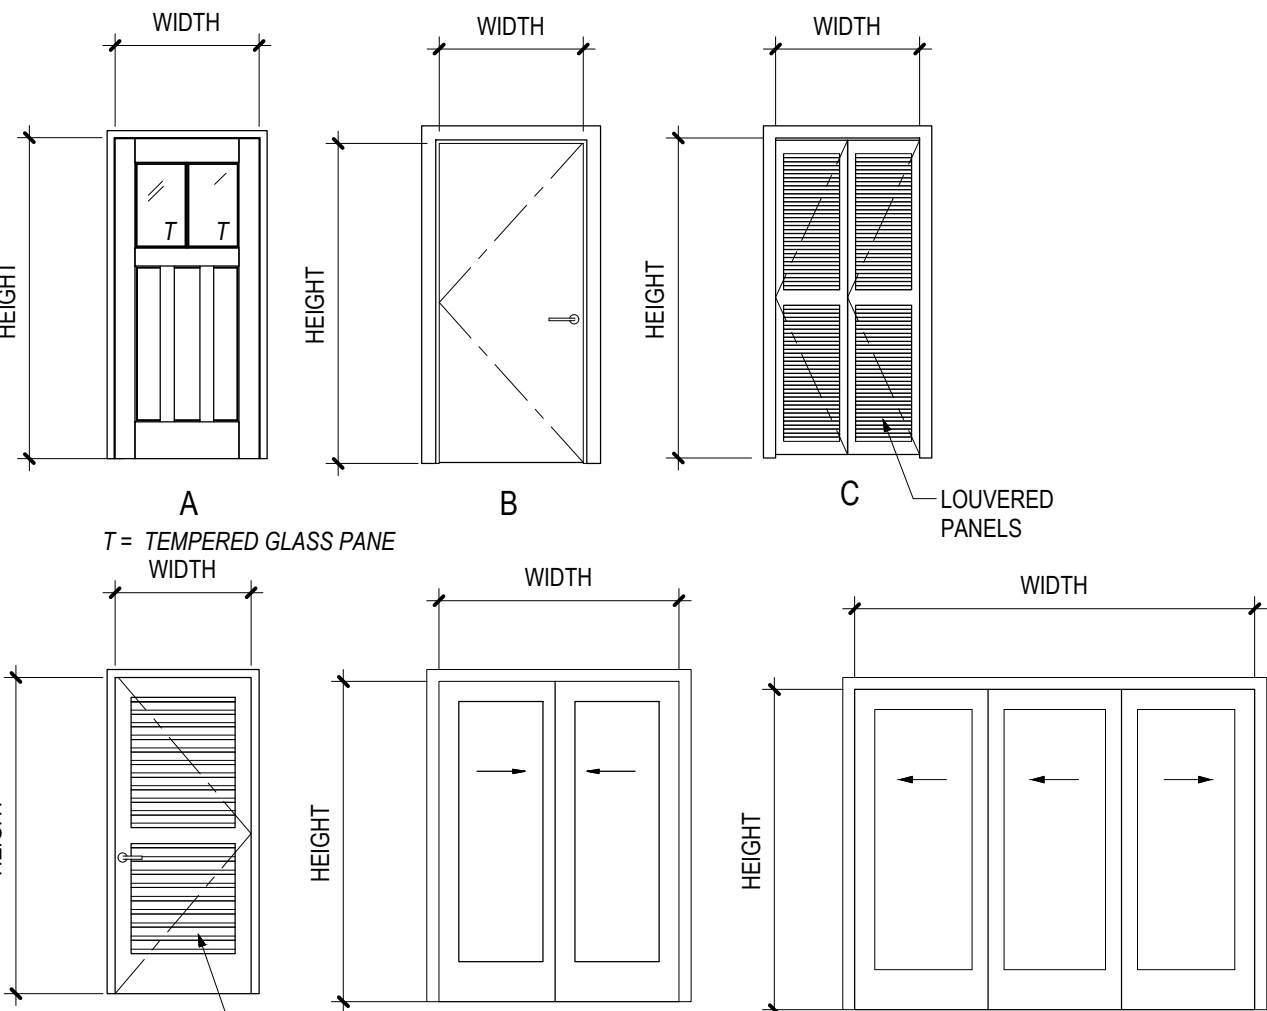 WIDTH
WIDTH
WIDTH
HEIGHT
HEIGHT
HEIGHT
T
T
A
B
C
LOUVERED
PANELS
T = TEMPERED GLASS PANE
WIDTH
WIDTH
WIDTH
HEIGHT
HEIGHT